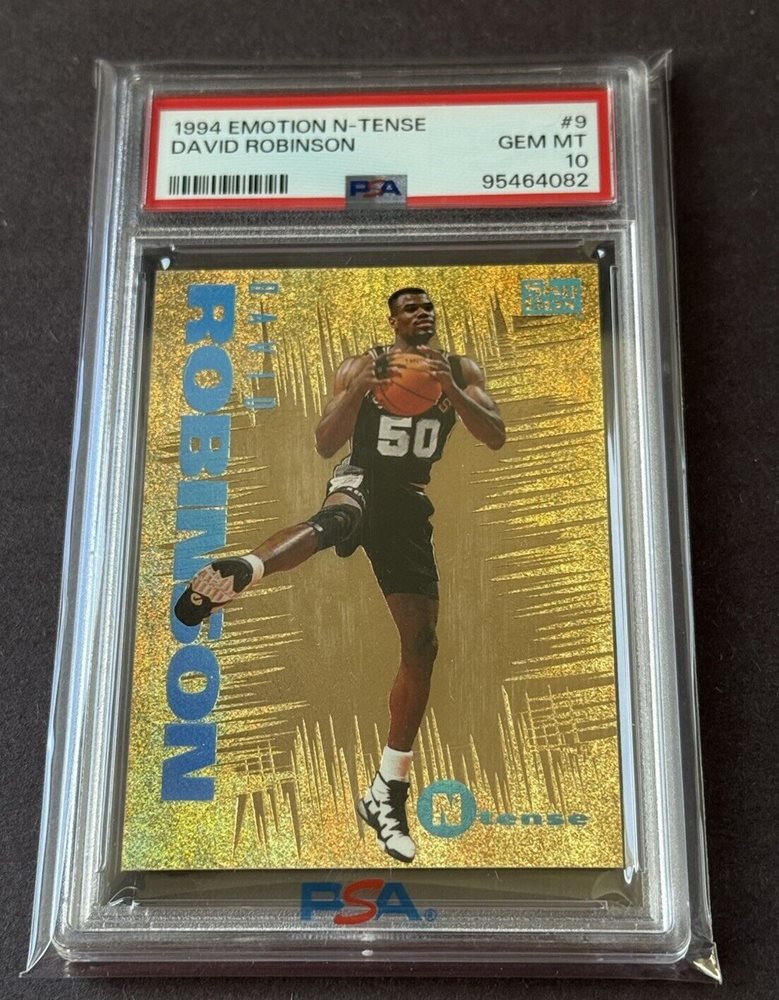 1994 EMOTION N-TENSE #9
DAVID ROBINSON GEM MT
10
PSA 95464082
DAVID
ROBINSON
50
N tense
PSA®